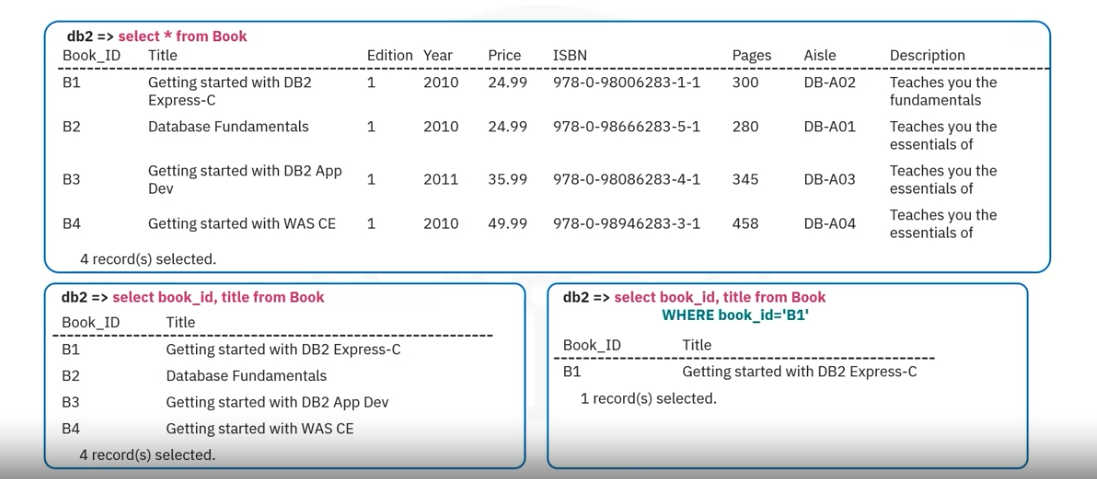 db2 => select * from Book
Book_ID Title Edition Year Price ISBN Pages Aisle Description
B1 Getting started with DB2 Express-C 1 2010 24.99 978-0-98006283-1-1 300 DB-A02 Teaches you the fundamentals
B2 Database Fundamentals 1 2010 24.99 978-0-98666283-5-1 280 DB-A01 Teaches you the essentials of
B3 Getting started with DB2 App Dev 1 2011 35.99 978-0-98086283-4-1 345 DB-A03 Teaches you the essentials of
B4 Getting started with WAS CE 1 2010 49.99 978-0-98946283-3-1 458 DB-A04 Teaches you the essentials of
4 record(s) selected.
db2 => select book_id, title from Book
Book_ID Title
B1 Getting started with DB2 Express-C
B2 Database Fundamentals
B3 Getting started with DB2 App Dev
B4 Getting started with WAS CE
4 record(s) selected.
db2 => select book_id, title from Book
WHERE book_id='B1'
Book_ID Title
B1 Getting started with DB2 Express-C
1 record(s) selected.